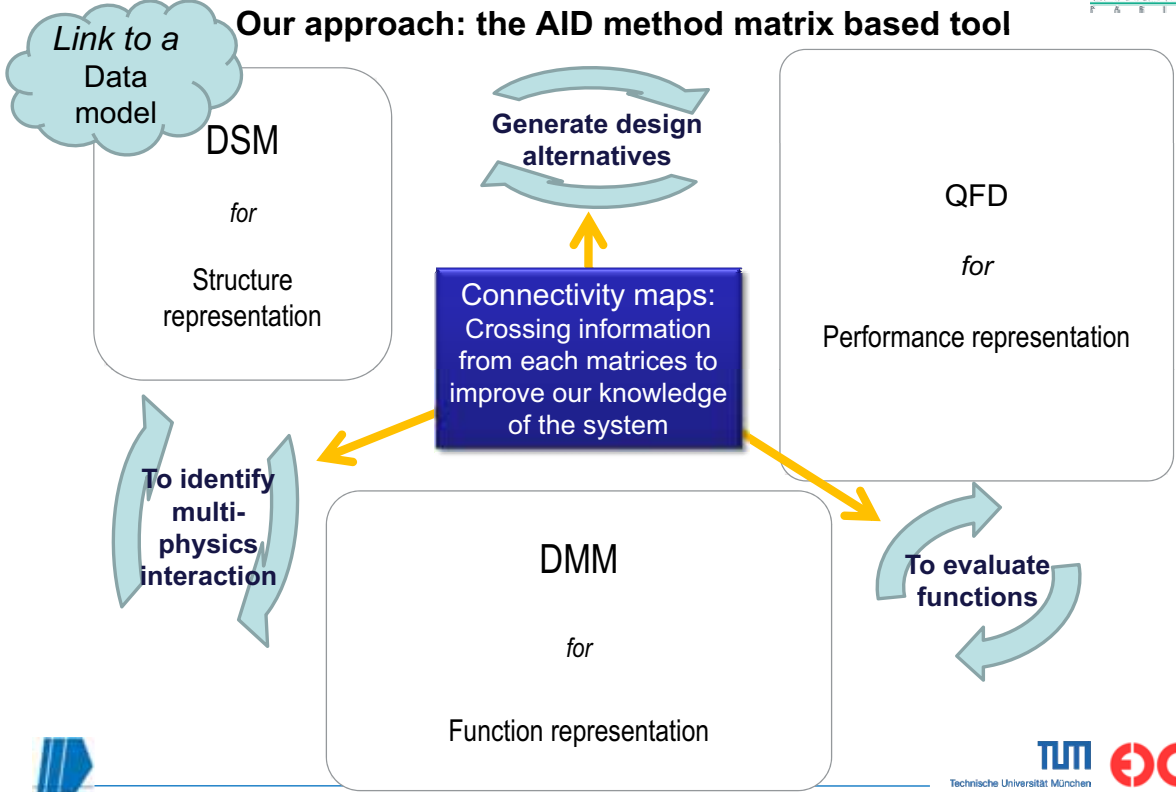 Our approach: the AID method matrix based tool
Link to a
Data
model
DSM
for
Structure
representation
Generate design
alternatives
QFD
for
Performance representation
Connectivity maps:
Crossing information
from each matrices to
improve our knowledge
of the system
To identify
multi-
physics
interaction
DMM
for
Function representation
To evaluate
functions
TUM
Technische Universität München